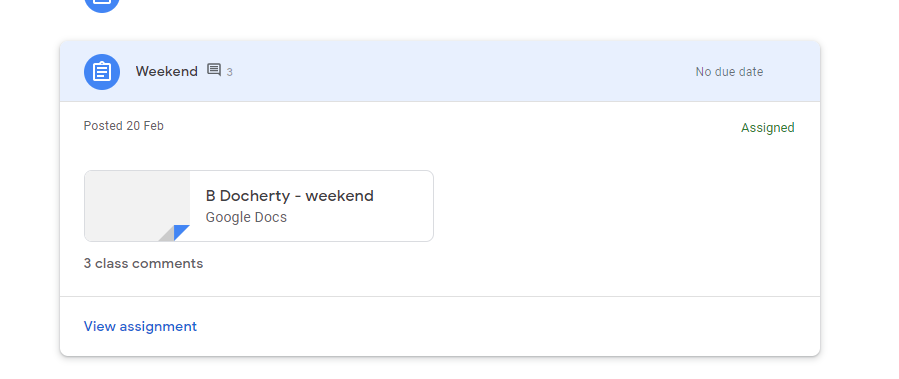 Weekend 3 No due date
Posted 20 Feb Assigned
B Docherty - weekend
Google Docs
3 class comments
View assignment